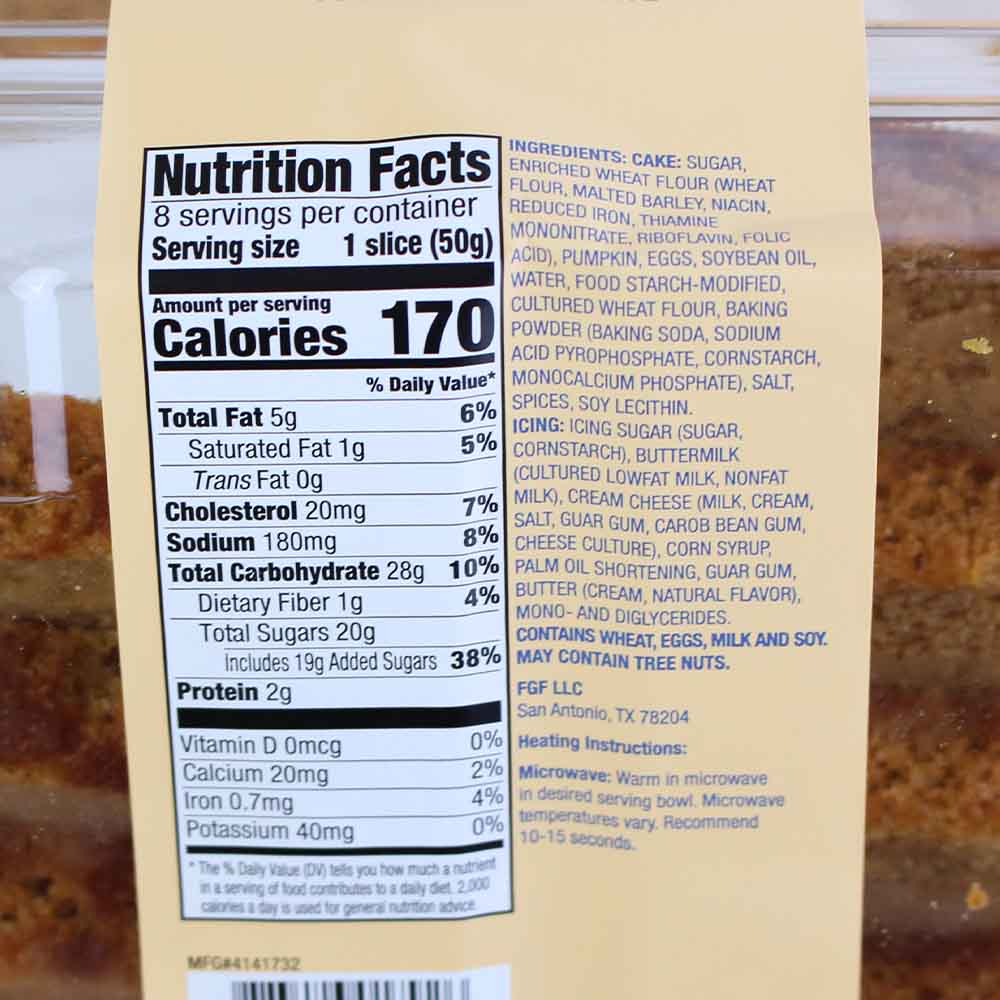 Nutrition Facts
8 servings per container
Serving size 1 slice (50g)
Amount per serving
Calories 170
% Daily Value*
Total Fat 5g 6%
Saturated Fat 1g 5%
Trans Fat 0g
Cholesterol 20mg 7%
Sodium 180mg 8%
Total Carbohydrate 28g 10%
Dietary Fiber 1g 4%
Total Sugars 20g
Includes 19g Added Sugars 38%
Protein 2g
Vitamin D 0mcg 0%
Calcium 20mg 2%
Iron 0.7mg 4%
Potassium 40mg 0%
* The % Daily Value (DV) tells you how much a nutrient
in a serving of food contributes to a daily diet. 2,000
calories a day is used for general nutrition advice.
MFG#4141732
INGREDIENTS: CAKE: SUGAR,
ENRICHED WHEAT FLOUR (WHEAT
FLOUR, MALTED BARLEY, NIACIN,
REDUCED IRON, THIAMINE
MONONITRATE, RIBOFLAVIN, FOLIC
ACID), PUMPKIN, EGGS, SOYBEAN OIL,
WATER, FOOD STARCH-MODIFIED,
CULTURED WHEAT FLOUR, BAKING
POWDER (BAKING SODA, SODIUM
ACID PYROPHOSPHATE, CORNSTARCH,
MONOCALCIUM PHOSPHATE), SALT,
SPICES, SOY LECITHIN.
ICING: ICING SUGAR (SUGAR,
CORNSTARCH), BUTTERMILK
(CULTURED LOWFAT MILK, NONFAT
MILK), CREAM CHEESE (MILK, CREAM,
SALT, GUAR GUM, CAROB BEAN GUM,
CHEESE CULTURE), CORN SYRUP,
PALM OIL SHORTENING, GUAR GUM,
BUTTER (CREAM, NATURAL FLAVOR),
MONO- AND DIGLYCERIDES.
CONTAINS WHEAT, EGGS, MILK AND SOY.
MAY CONTAIN TREE NUTS.
FGF LLC
San Antonio, TX 78204
Heating Instructions:
Microwave: Warm in microwave
in desired serving bowl. Microwave
temperatures vary. Recommend
10-15 seconds.